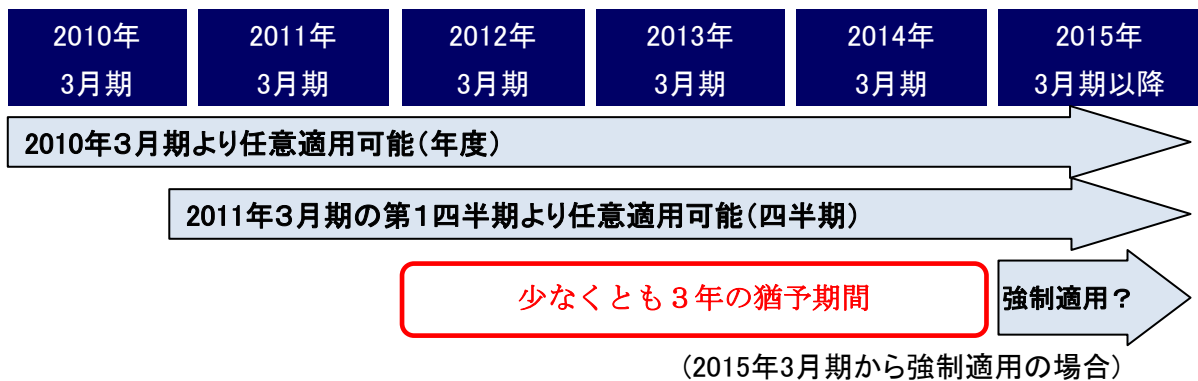 2010年
3月期
2011年
3月期
2012年
3月期
2013年
3月期
2014年
3月期
2015年
3月期以降
2010年３月期より任意適用可能(年度)
2011年３月期の第１四半期より任意適用可能(四半期)
少なくとも３年の猶予期間
強制適用？
(2015年3月期から強制適用の場合)